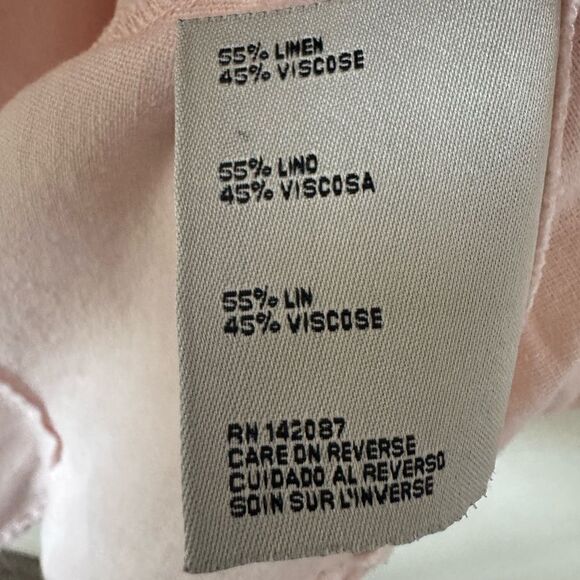 55% LINEN
45% VISCOSE
55% LINO
45% VISCOSA
55% LIN
45% VISCOSE
RN 142087
CARE ON REVERSE
CUIDADO AL REVERSO
SOIN SUR L'INVERSE